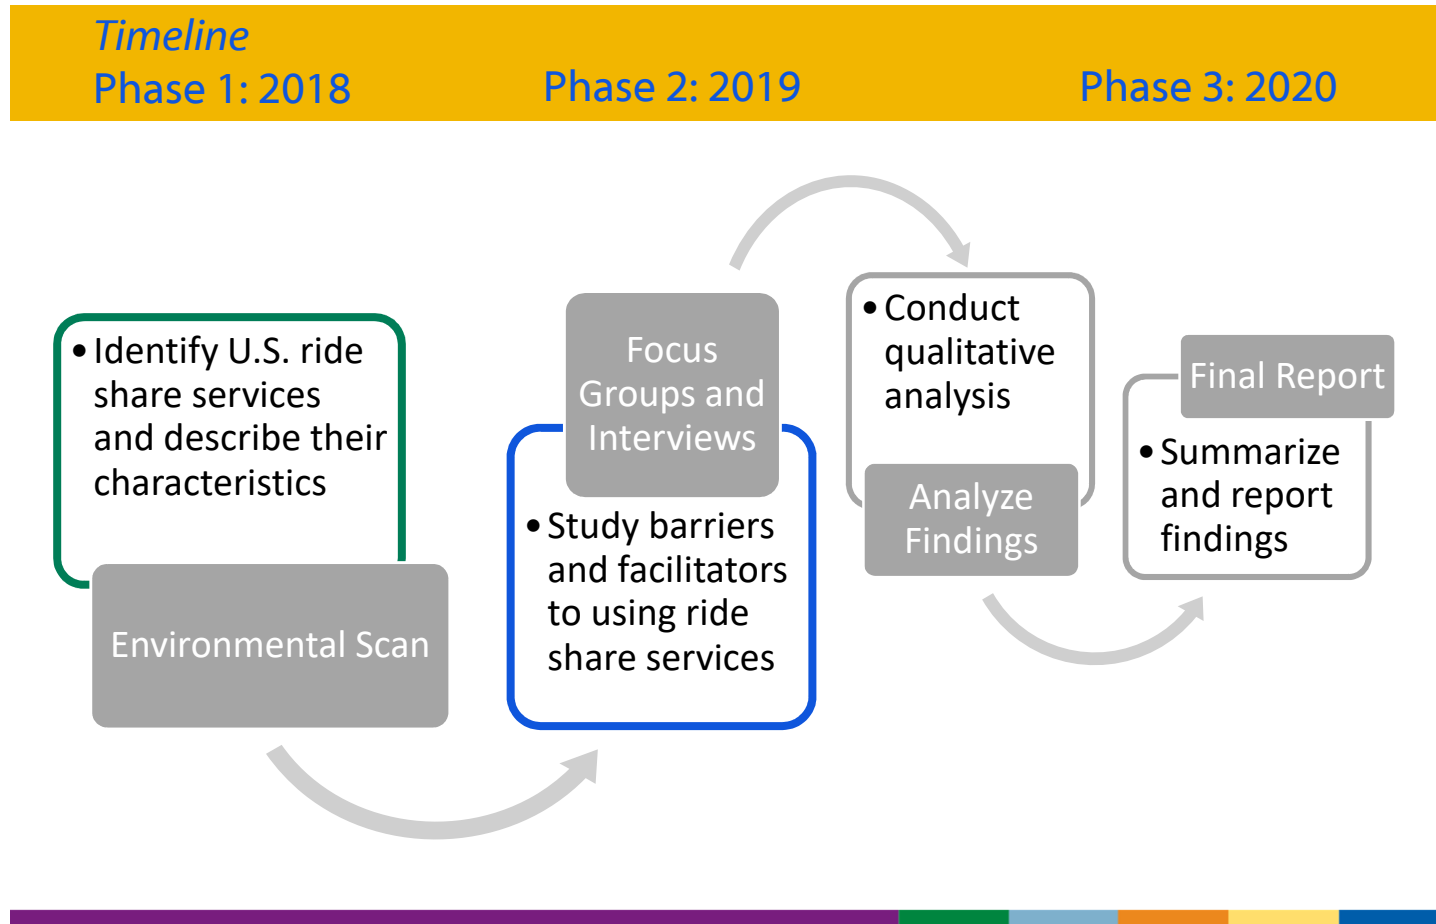 Timeline
Phase 1: 2018
Phase 2: 2019
Phase 3: 2020
• Identify U.S. ride
share services
and describe their
characteristics
Environmental Scan
Focus
Groups and
Interviews
• Study barriers
and facilitators
to using ride
share services
• Conduct
qualitative
analysis
Analyze
Findings
Final Report
• Summarize
and report
findings